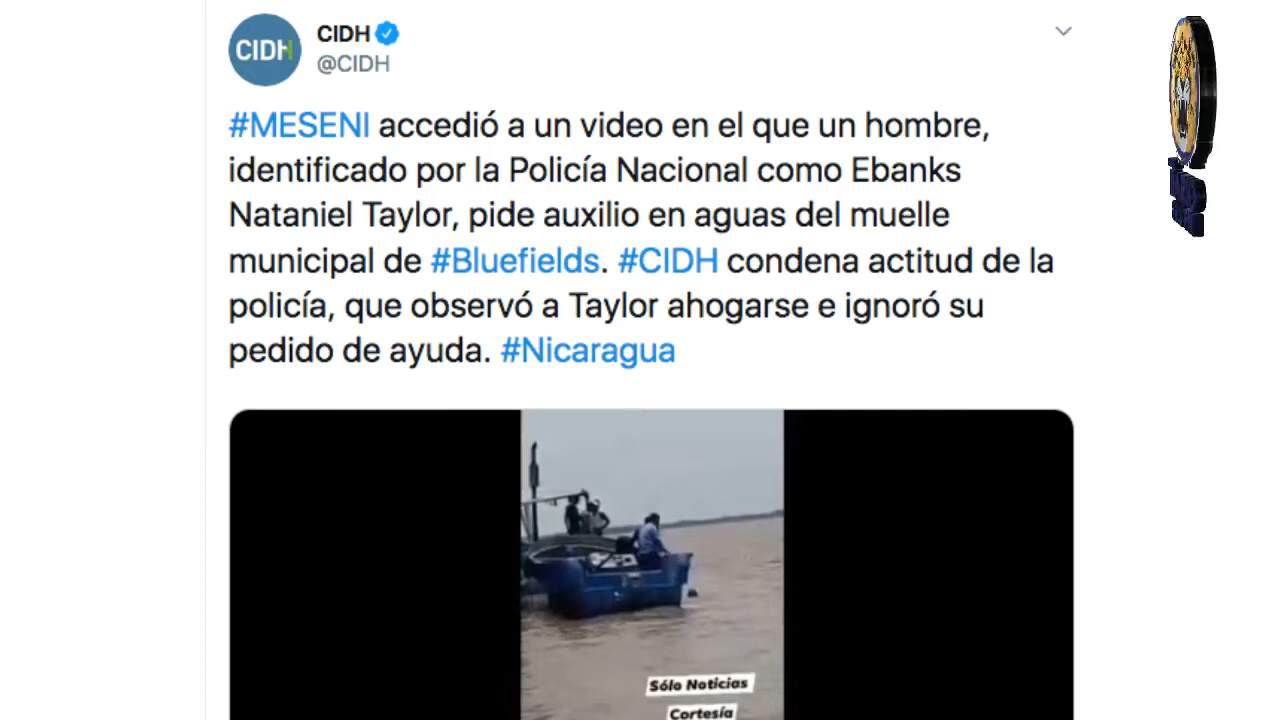 CIDH
CIDH
@CIDH
#MESENI accedió a un video en el que un hombre,
identificado por la Policía Nacional como Ebanks
Nataniel Taylor, pide auxilio en aguas del muelle
municipal de #Bluefields. #CIDH condena actitud de la
policía, que observó a Taylor ahogarse e ignoró su
pedido de ayuda. #Nicaragua
Sólo Noticias
Cortesía